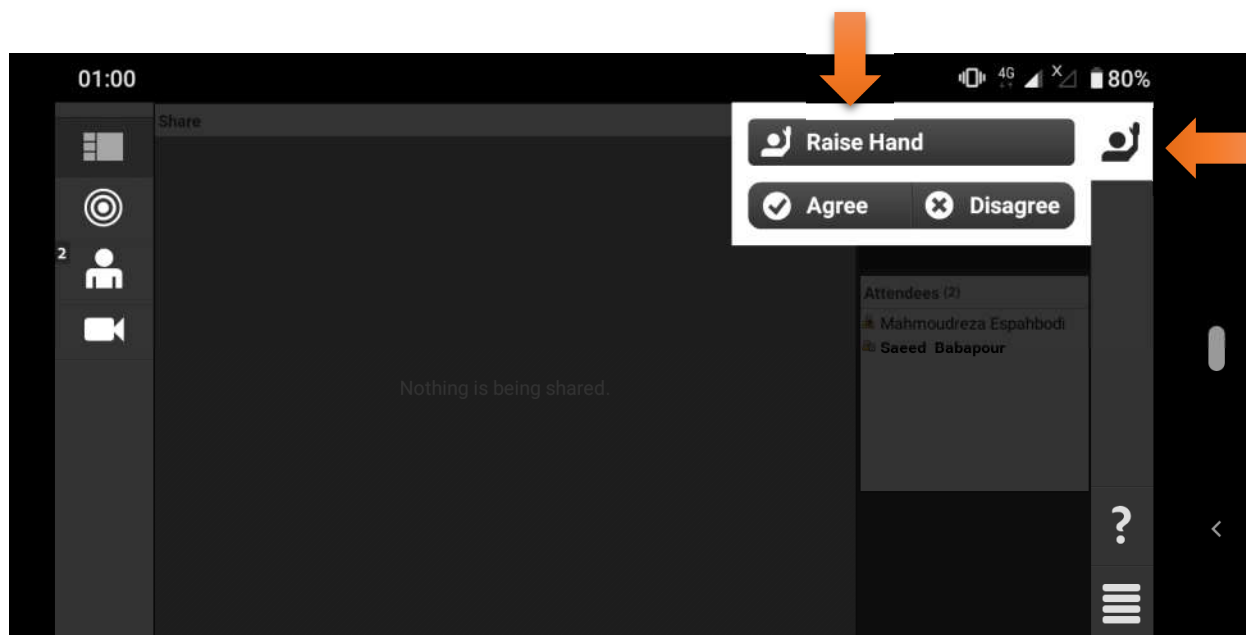 01:00
4G
X
80%
Share
Raise Hand
Agree
Disagree
2
Attendees (2)
Mahmoudreza Espahbodi
Saeed Babapour
Nothing is being shared.
?